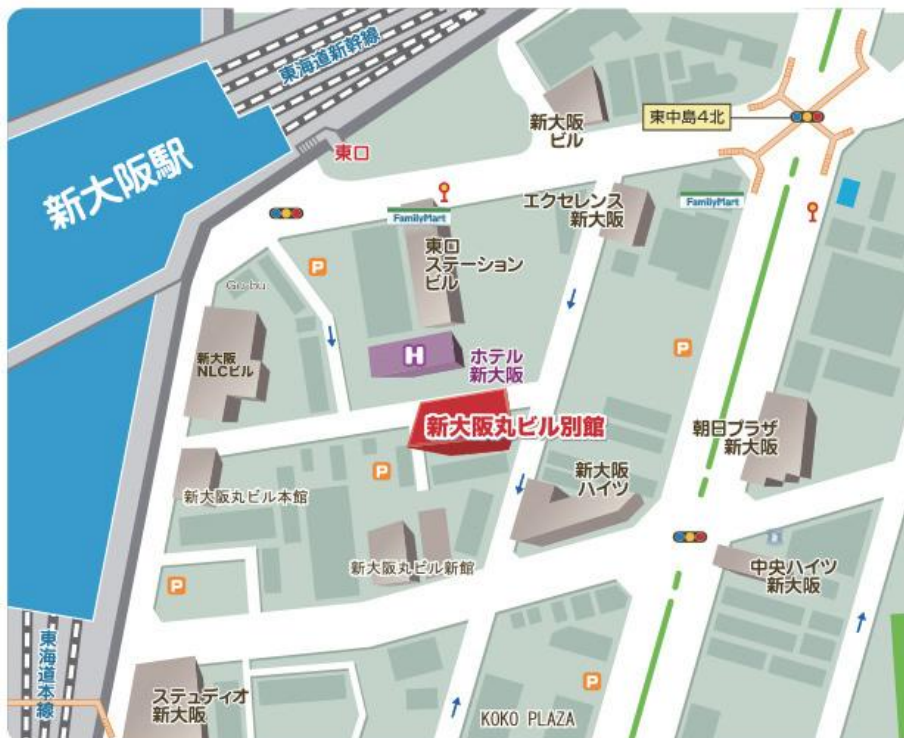 東海道新幹線
新大阪
ビル
東中島4北
東口
新大阪駅
エクセレンス
新大阪
FamilyMart
FamilyMart
P
東口
ステーション
ビル
新大阪
NLCビル
H
ホテル
新大阪
P
新大阪丸ビル別館
朝日プラザ
新大阪
P
新大阪丸ビル本館
新大阪
ハイツ
新大阪丸ビル新館
中央ハイツ
新大阪
P
東海道本線
ステュディオ
新大阪
P
KOKO PLAZA